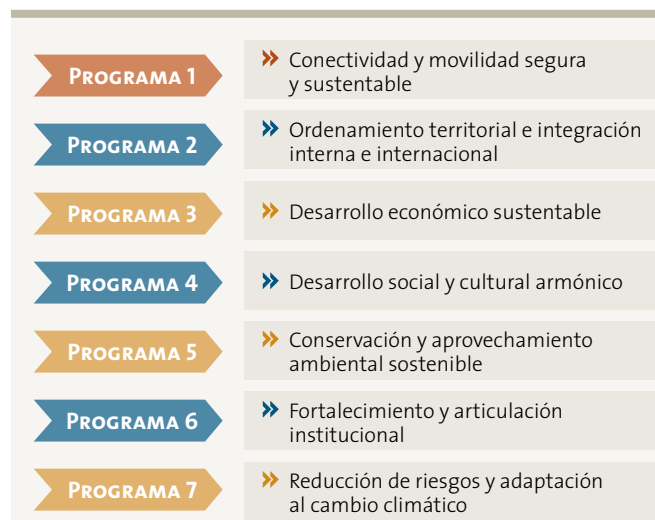 PROGRAMA 1
» Conectividad y movilidad segura
y sustentable
PROGRAMA 2
» Ordenamiento territorial e integración
interna e internacional
PROGRAMA 3
» Desarrollo económico sustentable
PROGRAMA 4
» Desarrollo social y cultural armónico
PROGRAMA 5
» Conservación y aprovechamiento
ambiental sostenible
PROGRAMA 6
» Fortalecimiento y articulación
institucional
PROGRAMA 7
» Reducción de riesgos y adaptación
al cambio climático